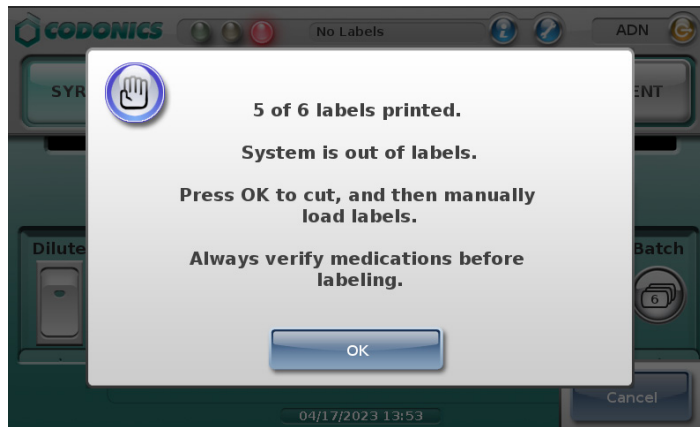 CODONICS
No Labels
ADN
SYR
ENT
5 of 6 labels printed.
System is out of labels.
Press OK to cut, and then manually
load labels.
Always verify medications before
labeling.
Dilute
Batch
6
OK
Cancel
04/17/2023 13:53